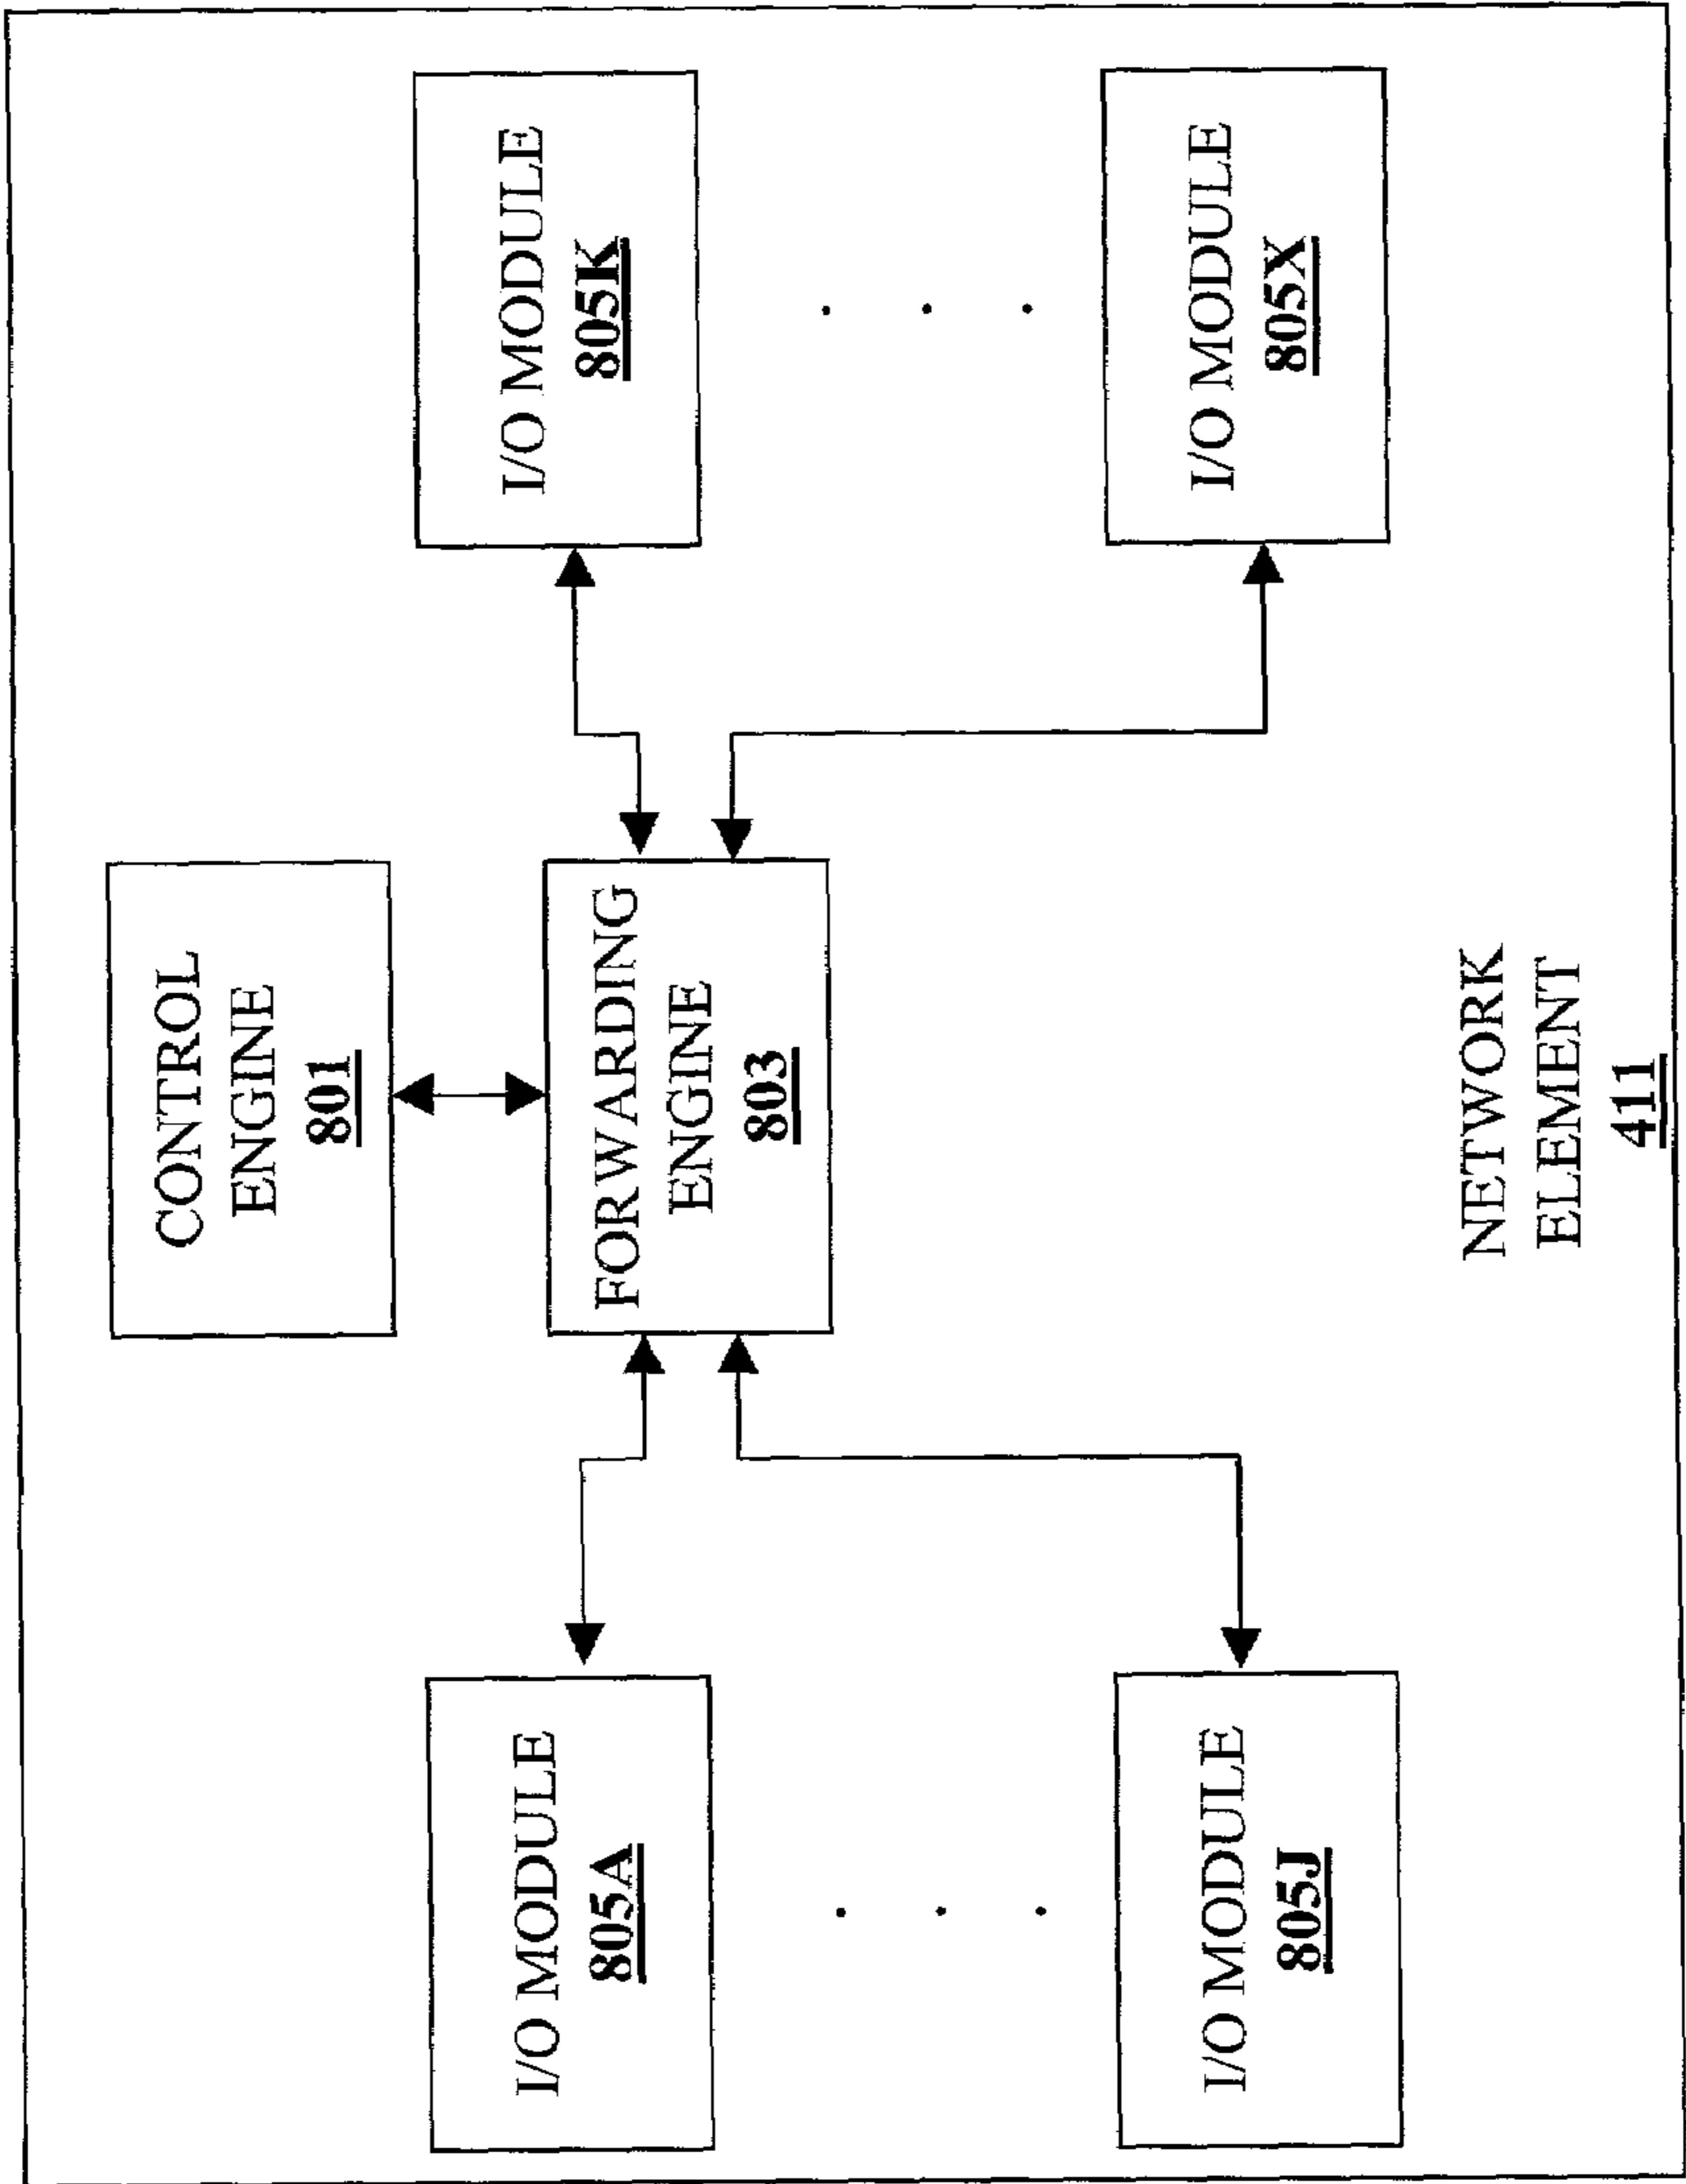 CONTROL
ENGINE
801
I/O MODULE
805A
FORWARDING
ENGINE
803
I/O MODULE
805K
I/O MODULE
805J
I/O MODULE
805X
NETWORK
ELEMENT
411